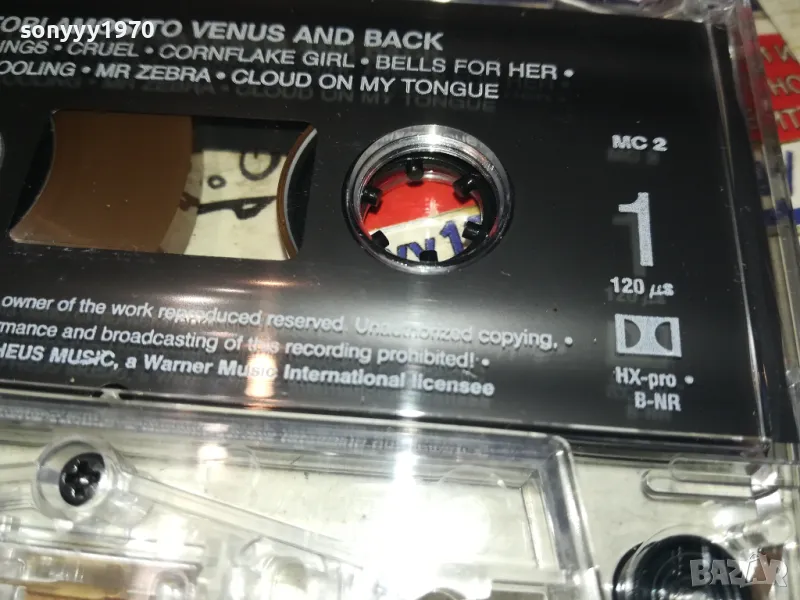 sonyyyy1970
TORI AMOS TO VENUS AND BACK
INGS • CRUEL • CORNFLAKE GIRL • BELLS FOR HER •
COOLING • MR ZEBRA • CLOUD ON MY TONGUE
MC 2
1
120 µs
HX-pro •
B-NR
owner of the work reproduced reserved. Unauthorized copying, •
rmance and broadcasting of this recording prohibited! •
HEUS MUSIC, a Warner Music International licensee
BAZAR